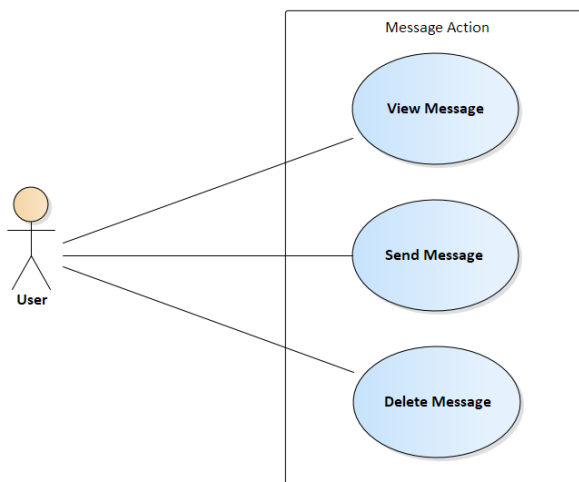 Message Action
View Message
Send Message
User
Delete Message